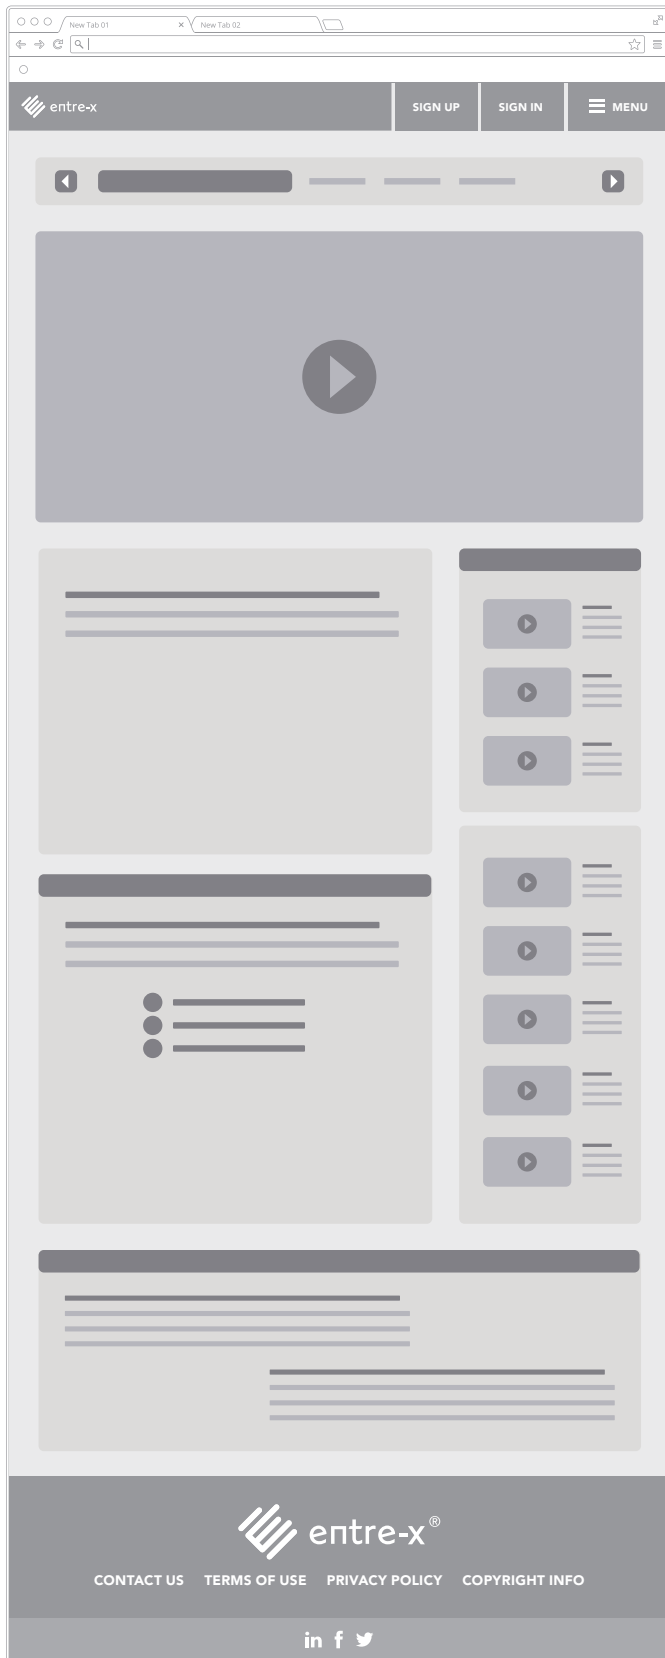 New Tab 01 New Tab 02
entre-x SIGN UP SIGN IN MENU
entre-x®
CONTACT US TERMS OF USE PRIVACY POLICY COPYRIGHT INFO
in f